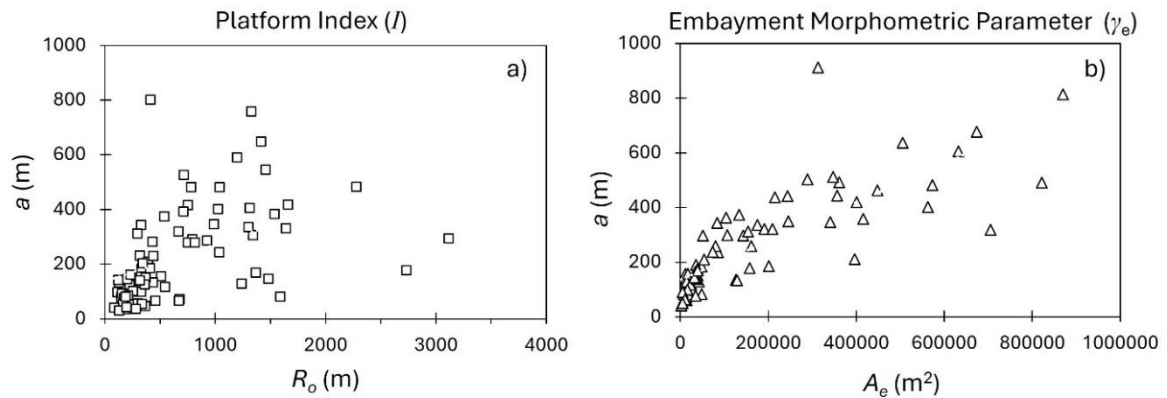 Platform Index (I)
a)
1000
800
600
400
200
0
a (m)
0 1000 2000 3000 4000
Rₒ (m)
Embayment Morphometric Parameter (γₑ)
b)
1000
800
600
400
200
0
a (m)
0 200000 400000 600000 800000 1000000
Aₑ (m²)